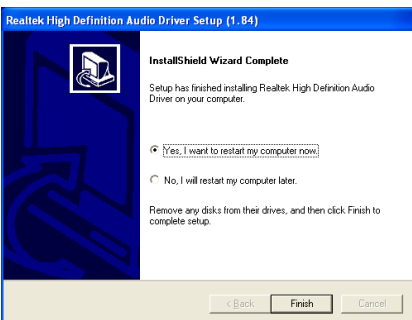 Realtek High Definition Audio Driver Setup (1.84)
InstallShield Wizard Complete
Setup has finished installing Realtek High Definition Audio
Driver on your computer.
Yes, I want to restart my computer now.
No, I will restart my computer later.
Remove any disks from their drives, and then click Finish to
complete setup.
< Back
Finish
Cancel